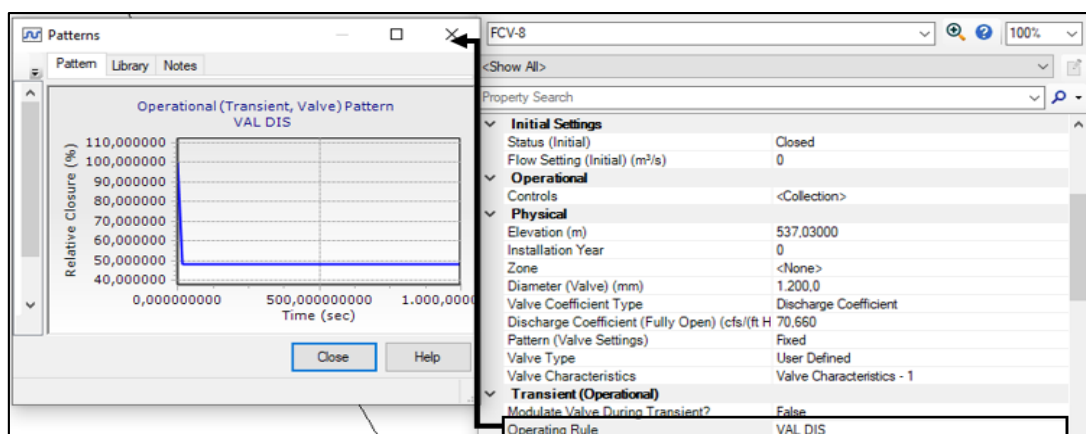 Patterns
Pattern Library Notes
Operational (Transient, Valve) Pattern
VAL DIS
Relative Closure (%)
110,000000
100,000000
90,000000
80,000000
70,000000
60,000000
50,000000
40,000000
0,000000000 500,000000000 1.000,0000
Time (sec)
Close Help
FCV-8 100%
<Show All>
Property Search
Initial Settings
Status (Initial) Closed
Flow Setting (Initial) (m³/s) 0
Operational
Controls <Collection>
Physical
Elevation (m) 537,03000
Installation Year 0
Zone <None>
Diameter (Valve) (mm) 1.200,0
Valve Coefficient Type Discharge Coefficient
Discharge Coefficient (Fully Open) (cfs/(ft H 70,660
Pattern (Valve Settings) Fixed
Valve Type User Defined
Valve Characteristics Valve Characteristics - 1
Transient (Operational)
Modulate Valve During Transient? False
Operating Rule VAL DIS